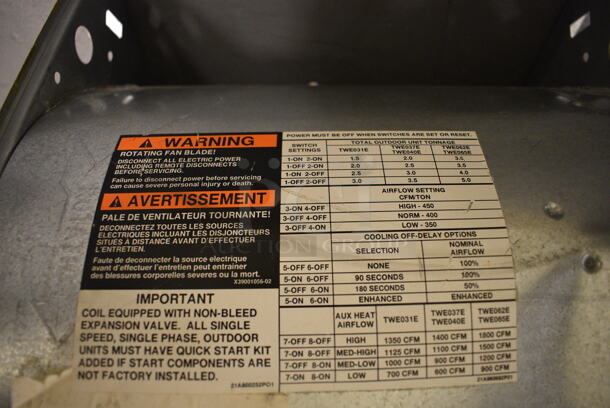 WARNING
ROTATING FAN BLADE!
DISCONNECT ALL ELECTRIC POWER
INCLUDING REMOTE DISCONNECTS
BEFORE SERVICING.
Failure to disconnect power before servicing
can cause severe personal injury or death.
AVERTISSEMENT
PALE DE VENTILATEUR TOURNANTE!
DECONNECTEZ TOUTES LES SOURCES
ELECTRIQUES INCLUANT LES DISJONCTEURS
SITUÉS A DISTANCE AVANT D'EFFECTUER
L'ENTRETIEN.
Faute de deconnecter la source electrique
avant d'effectuer l'entretien peut entrainer
des blessures corporelles severes ou la mort.
X39001056-02
IMPORTANT
COIL EQUIPPED WITH NON-BLEED
EXPANSION VALVE. ALL SINGLE
SPEED, SINGLE PHASE, OUTDOOR
UNITS MUST HAVE QUICK START KIT
ADDED IF START COMPONENTS ARE
NOT FACTORY INSTALLED.
21A800252P01
POWER MUST BE OFF WHEN SWITCHES ARE SET OR RESET.
SWITCH SETTINGS TOTAL OUTDOOR UNIT TONNAGE
TWE031E TWE037E TWE040E TWE062E TWE065E
1-ON 2-ON 1.5 2.0 3.5
1-OFF 2-ON 2.0 2.5 3.5
1-ON 2-OFF 2.5 3.0 4.0
1-OFF 2-OFF 3.0 3.5 5.0
AIRFLOW SETTING
CFM/TON
3-ON 4-OFF HIGH - 450
3-OFF 4-OFF NORM - 400
3-OFF 4-ON LOW - 350
COOLING OFF-DELAY OPTIONS
SELECTION NOMINAL AIRFLOW
5-OFF 6-OFF NONE 100%
5-ON 6-OFF 90 SECONDS 100%
5-OFF 6-ON 180 SECONDS 50%
5-ON 6-ON ENHANCED ENHANCED
AUX HEAT AIRFLOW TWE031E TWE037E TWE040E TWE062E TWE065E
7-OFF 8-OFF HIGH 1350 CFM 1400 CFM 1800 CFM
7-ON 8-OFF MED-HIGH 1125 CFM 1100 CFM 1500 CFM
7-OFF 8-ON MED-LOW 1000 CFM 900 CFM 1200 CFM
7-ON 8-ON LOW 700 CFM 600 CFM 900 CFM